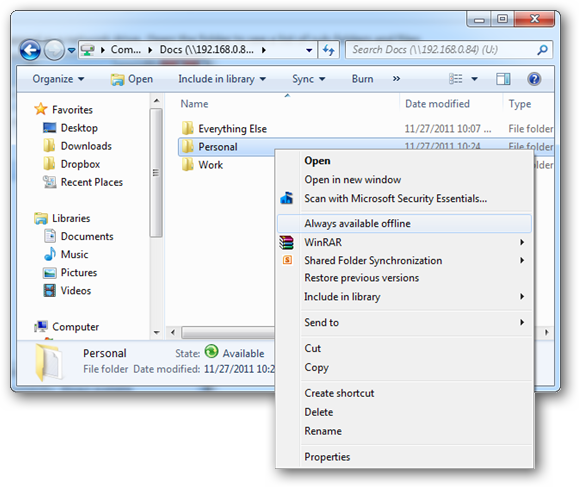 Com... Docs (\\192.168.0.8... Search Docs (\\192.168.0.84) (U:)
Organize Open Include in library Sync Burn »
Favorites
Desktop
Downloads
Dropbox
Recent Places
Libraries
Documents
Music
Pictures
Videos
Computer
Name Date modified Type
Everything Else 11/27/2011 10:07 ... File folder
Personal 11/27/2011 10:24 File folder
Work File folder
Open
Open in new window
Scan with Microsoft Security Essentials...
Always available offline
WinRAR
Shared Folder Synchronization
Restore previous versions
Include in library
Send to
Cut
Copy
Create shortcut
Delete
Rename
Properties
Personal State: Available
File folder Date modified: 11/27/2011 10:2